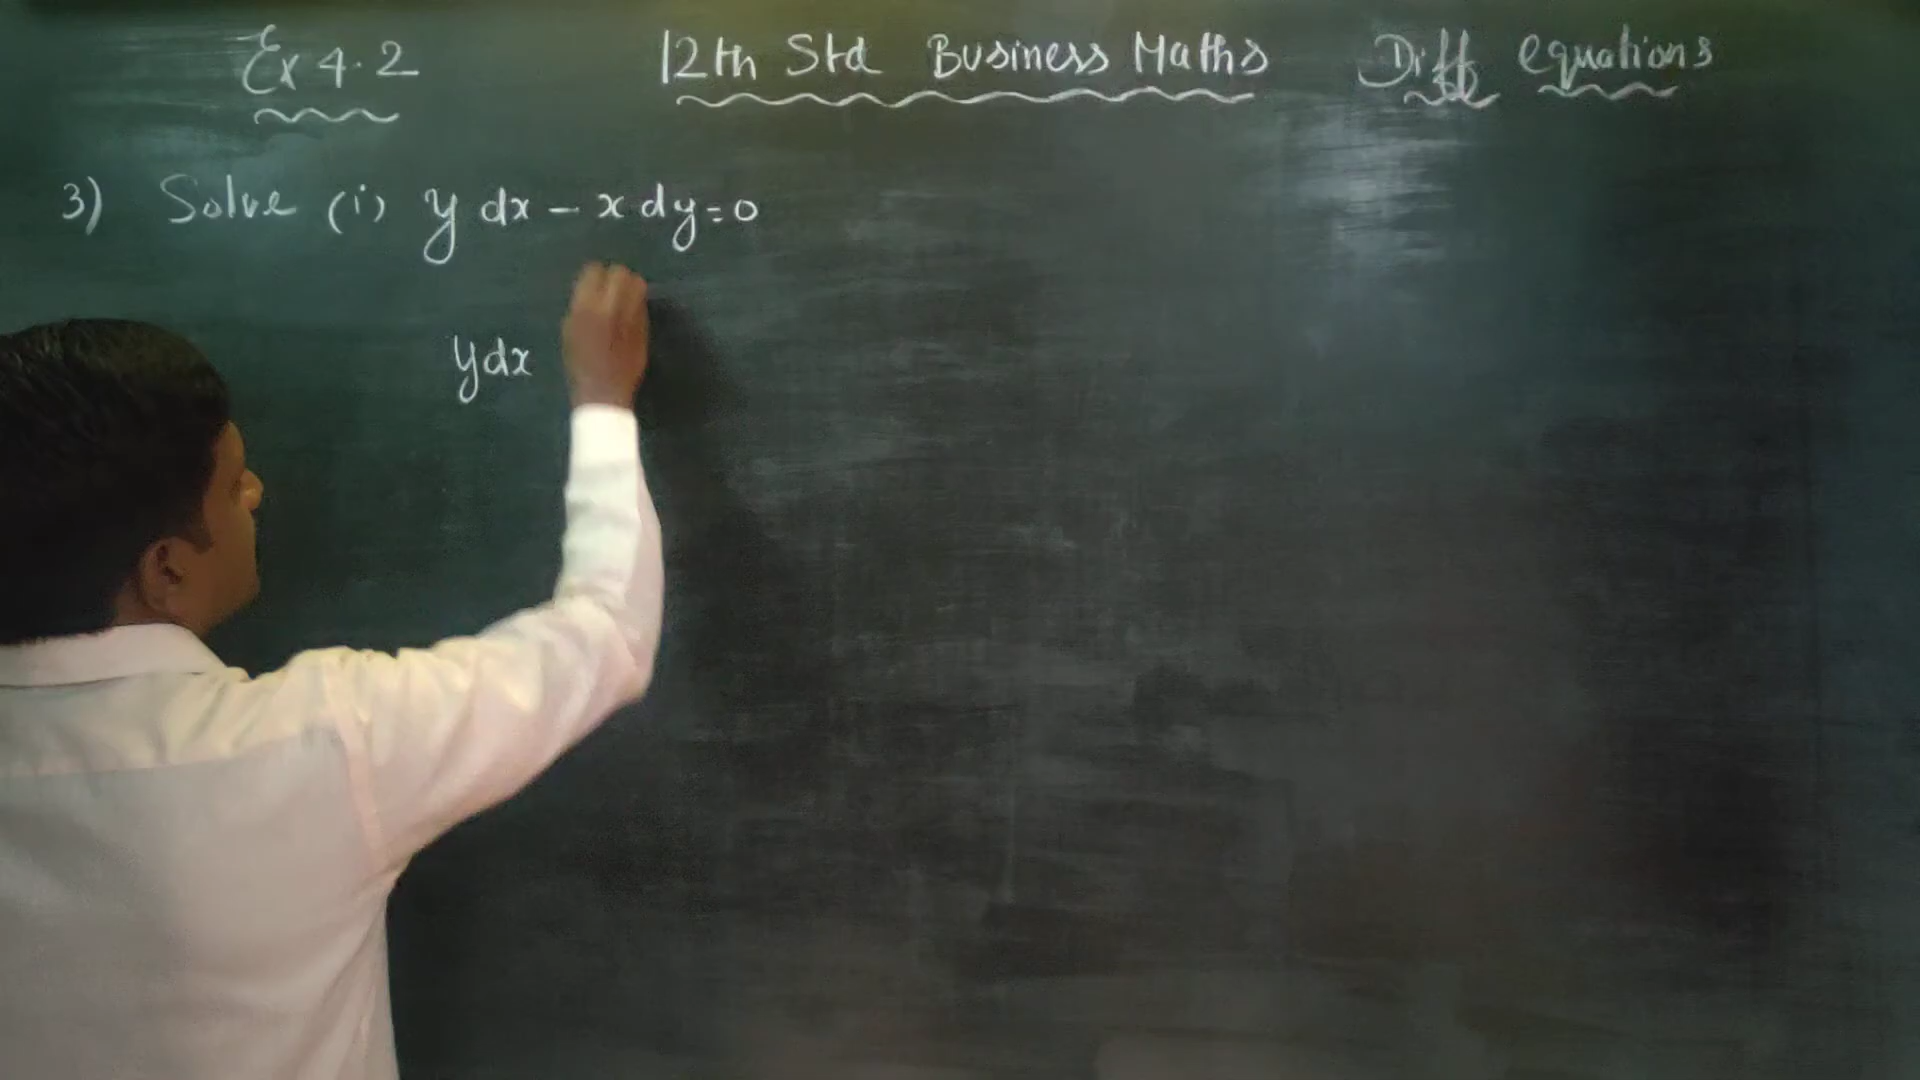 Ex 4.2 12th Std Business Maths Diff equations
3) Solve (i) y dx - x dy = 0
ydx